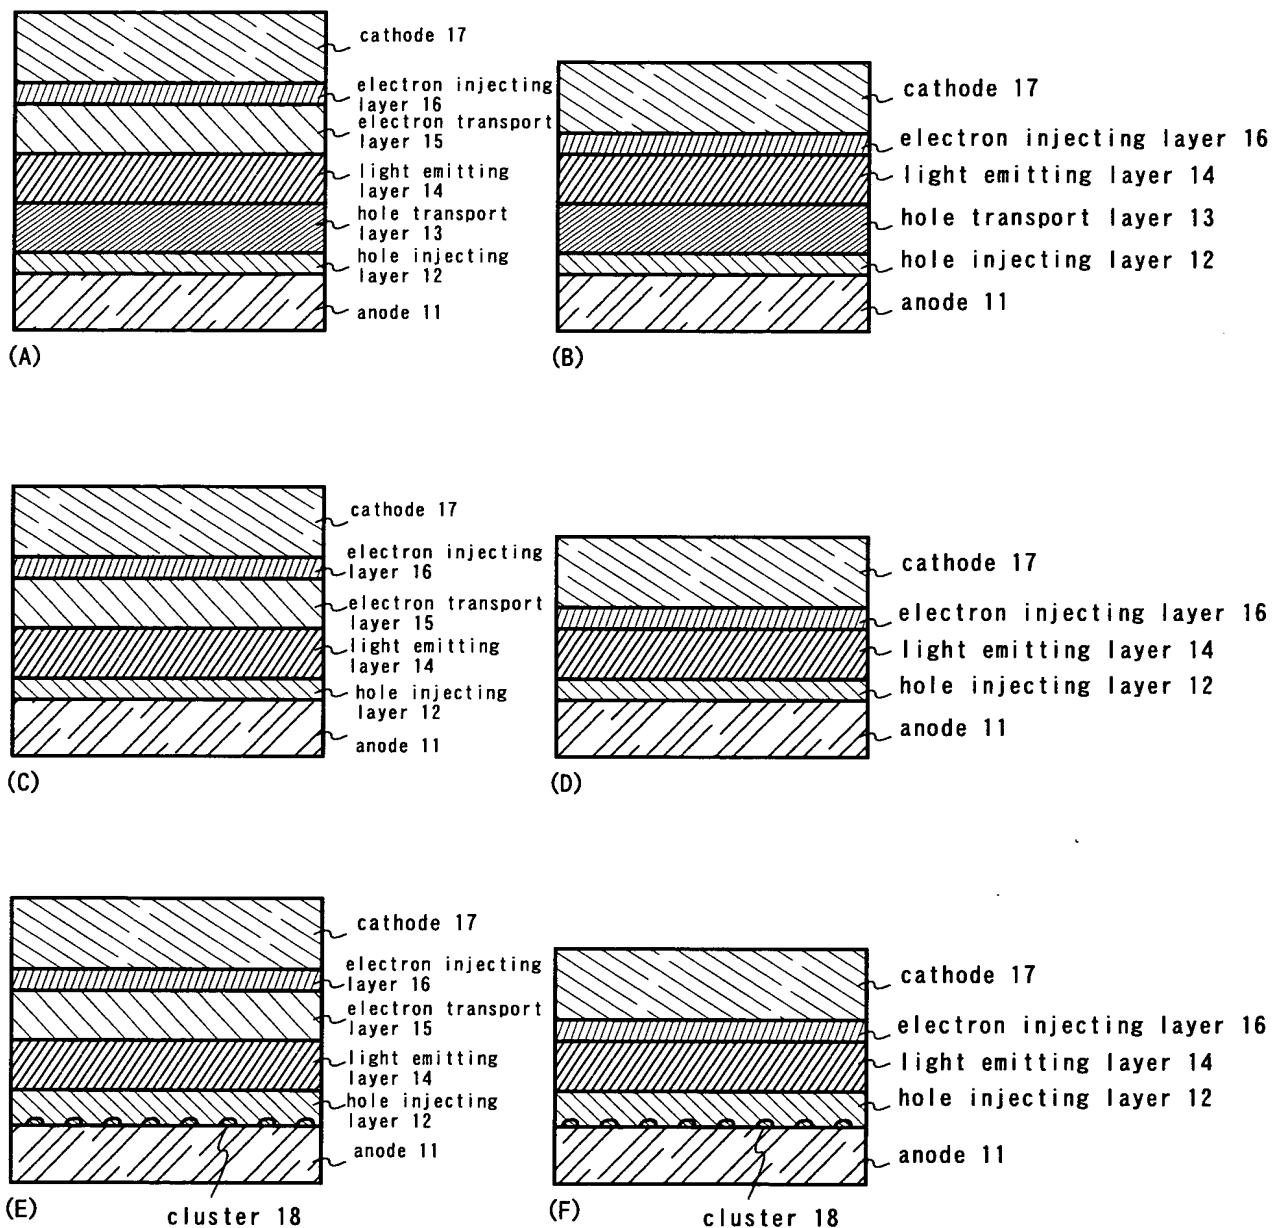 cathode 17
electron injecting
layer 16
electron transport
layer 15
light emitting
layer 14
hole transport
layer 13
hole injecting
layer 12
anode 11
(A)
cathode 17
electron injecting layer 16
light emitting layer 14
hole transport layer 13
hole injecting layer 12
anode 11
(B)
cathode 17
electron injecting
layer 16
electron transport
layer 15
light emitting
layer 14
hole injecting
layer 12
anode 11
(C)
cathode 17
electron injecting layer 16
light emitting layer 14
hole injecting layer 12
anode 11
(D)
cathode 17
electron injecting
layer 16
electron transport
layer 15
light emitting
layer 14
hole injecting
layer 12
anode 11
(E)
cluster 18
cathode 17
electron injecting layer 16
light emitting layer 14
hole injecting layer 12
anode 11
(F)
cluster 18